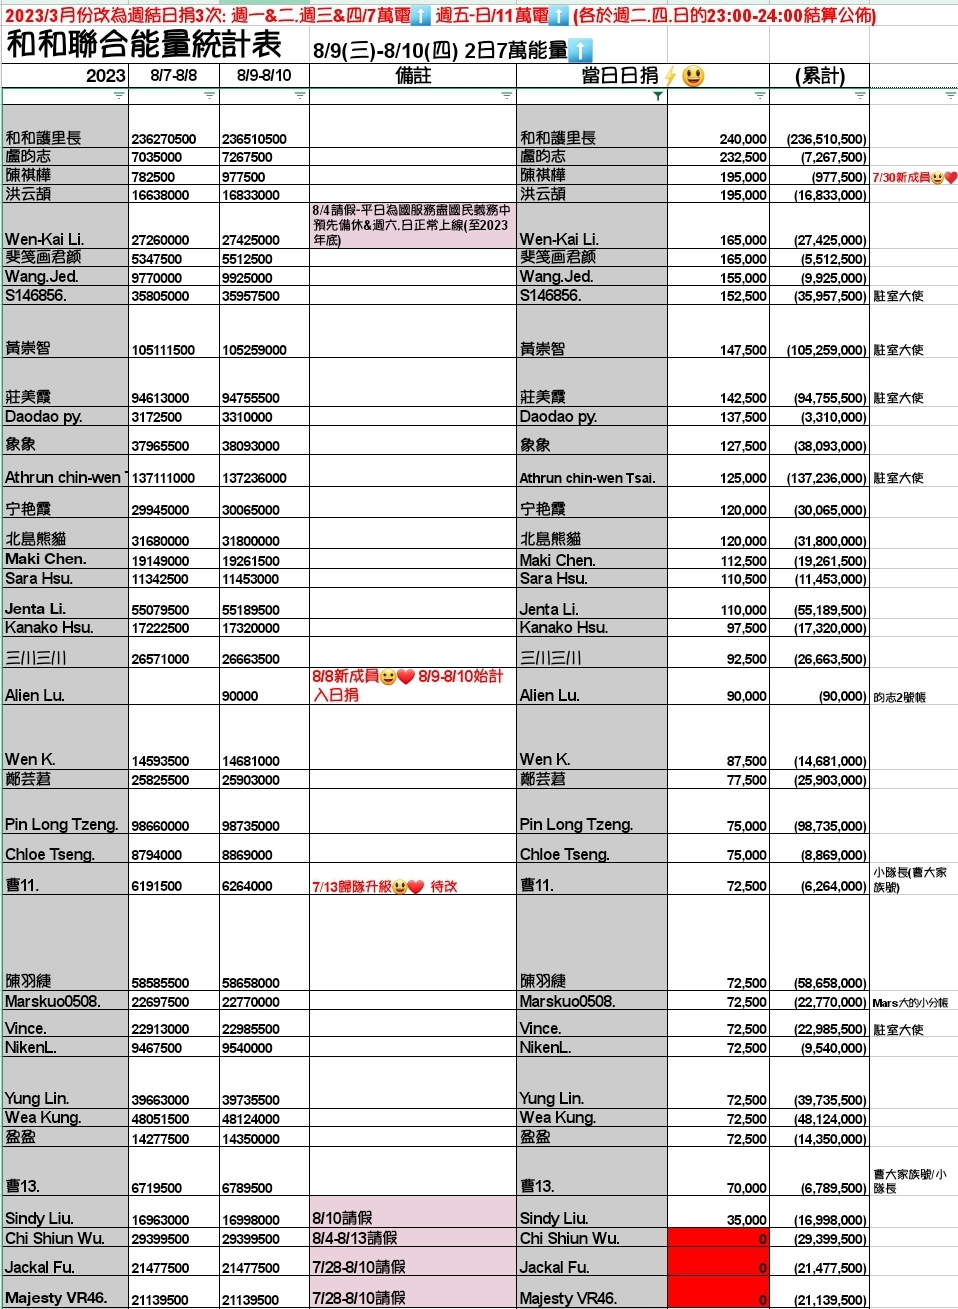 2023/3月份改為週結日捐3次: 週一&二.週三&四/7萬電⬆️ 週五-日/11萬電⬆️ (各於週二.四.日的23:00-24:00結算公佈)
和和聯合能量統計表 8/9(三)-8/10(四) 2日7萬能量⬆️
2023 8/7-8/8 8/9-8/10 備註 當日日捐⚡😃 (累計)
和和護里長 236270500 236510500 和和護里長 240,000 (236,510,500)
盧昀志 7035000 7267500 盧昀志 232,500 (7,267,500)
陳祺樺 782500 977500 陳祺樺 195,000 (977,500) 7/30新成員😃❤️
洪云頡 16638000 16833000 洪云頡 195,000 (16,833,000)
8/4請假-平日為國服務盡國民義務中
預先備休&週六.日正常上線(至2023
年底)
Wen-Kai Li. 27260000 27425000 Wen-Kai Li. 165,000 (27,425,000)
斐笺画君颜 5347500 5512500 斐笺画君颜 165,000 (5,512,500)
Wang.Jed. 9770000 9925000 Wang.Jed. 155,000 (9,925,000)
S146856. 35805000 35957500 S146856. 152,500 (35,957,500) 駐室大使
黃崇智 105111500 105259000 黃崇智 147,500 (105,259,000) 駐室大使
莊美霞 94613000 94755500 莊美霞 142,500 (94,755,500) 駐室大使
Daodao py. 3172500 3310000 Daodao py. 137,500 (3,310,000)
象象 37965500 38093000 象象 127,500 (38,093,000)
Athrun chin-wen T 137111000 137236000 Athrun chin-wen Tsai. 125,000 (137,236,000) 駐室大使
宁艳霞 29945000 30065000 宁艳霞 120,000 (30,065,000)
北島熊貓 31680000 31800000 北島熊貓 120,000 (31,800,000)
Maki Chen. 19149000 19261500 Maki Chen. 112,500 (19,261,500)
Sara Hsu. 11342500 11453000 Sara Hsu. 110,500 (11,453,000)
Jenta Li. 55079500 55189500 Jenta Li. 110,000 (55,189,500)
Kanako Hsu. 17222500 17320000 Kanako Hsu. 97,500 (17,320,000)
三川三川 26571000 26663500 三川三川 92,500 (26,663,500)
8/8新成員😃❤️ 8/9-8/10始計
入日捐
Alien Lu. 90000 Alien Lu. 90,000 (90,000) 昀志2號帳
Wen K. 14593500 14681000 Wen K. 87,500 (14,681,000)
鄭芸莙 25825500 25903000 鄭芸莙 77,500 (25,903,000)
Pin Long Tzeng. 98660000 98735000 Pin Long Tzeng. 75,000 (98,735,000)
Chloe Tseng. 8794000 8869000 Chloe Tseng. 75,000 (8,869,000)
曹11. 6191500 6264000 7/13歸隊升級😃❤️ 待改 曹11. 72,500 (6,264,000) 小隊長(曹大家
族號)
陳羽緁 58585500 58658000 陳羽緁 72,500 (58,658,000)
Marskuo0508. 22697500 22770000 Marskuo0508. 72,500 (22,770,000) Mars大的小分帳
Vince. 22913000 22985500 Vince. 72,500 (22,985,500) 駐室大使
NikenL. 9467500 9540000 NikenL. 72,500 (9,540,000)
Yung Lin. 39663000 39735500 Yung Lin. 72,500 (39,735,500)
Wea Kung. 48051500 48124000 Wea Kung. 72,500 (48,124,000)
盈盈 14277500 14350000 盈盈 72,500 (14,350,000)
曹13. 6719500 6789500 曹13. 70,000 (6,789,500) 曹大家族號/小
隊長
Sindy Liu. 16963000 16998000 8/10請假 Sindy Liu. 35,000 (16,998,000)
Chi Shiun Wu. 29399500 29399500 8/4-8/13請假 Chi Shiun Wu. 0 (29,399,500)
Jackal Fu. 21477500 21477500 7/28-8/10請假 Jackal Fu. 0 (21,477,500)
Majesty VR46. 21139500 21139500 7/28-8/10請假 Majesty VR46. 0 (21,139,500)